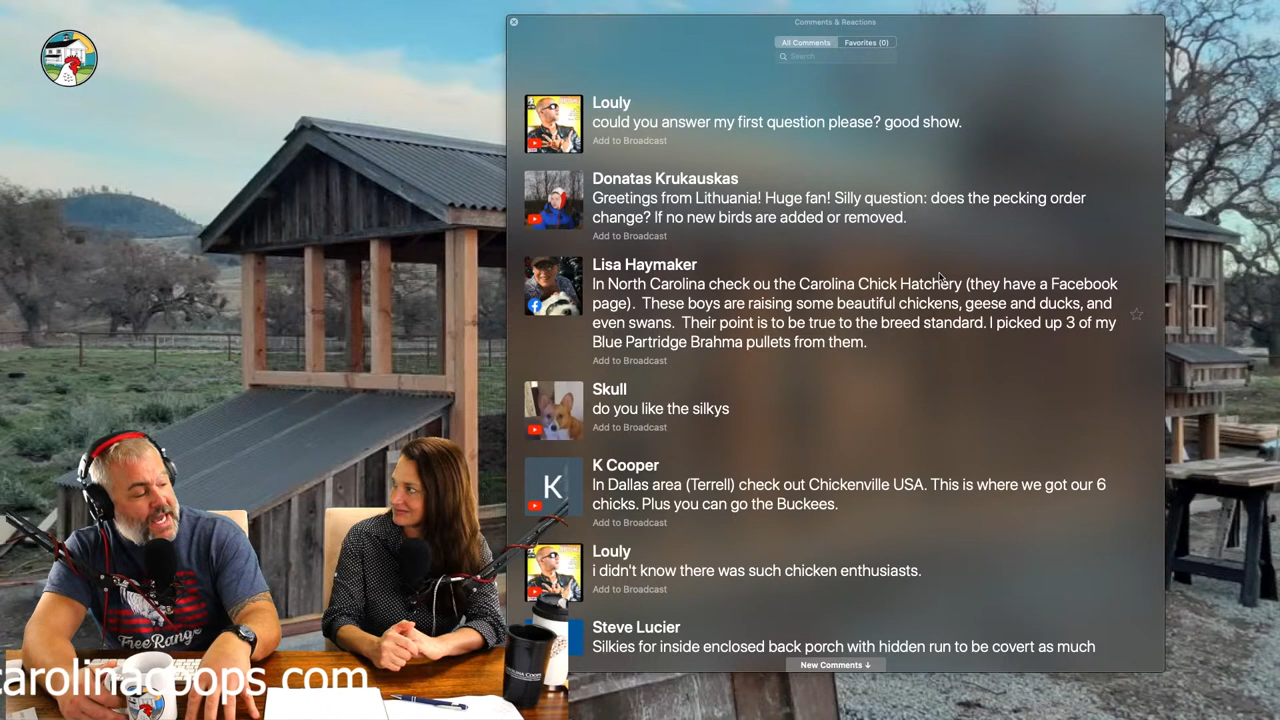 Comments & Reactions
All Comments
Favorites (0)
Search
Louly
could you answer my first question please? good show.
Add to Broadcast
Donatas Krukauskas
Greetings from Lithuania! Huge fan! Silly question: does the pecking order
change? If no new birds are added or removed.
Add to Broadcast
Lisa Haymaker
In North Carolina check ou the Carolina Chick Hatchery (they have a Facebook
page). These boys are raising some beautiful chickens, geese and ducks, and
even swans. Their point is to be true to the breed standard. I picked up 3 of my
Blue Partridge Brahma pullets from them.
Add to Broadcast
Skull
do you like the silkys
Add to Broadcast
K
K Cooper
In Dallas area (Terrell) check out Chickenville USA. This is where we got our 6
chicks. Plus you can go the Buckees.
Add to Broadcast
Louly
i didn't know there was such chicken enthusiasts.
Add to Broadcast
Steve Lucier
Silkies for inside enclosed back porch with hidden run to be covert as much
New Comments ↓
Free Range
carolinacoops.com